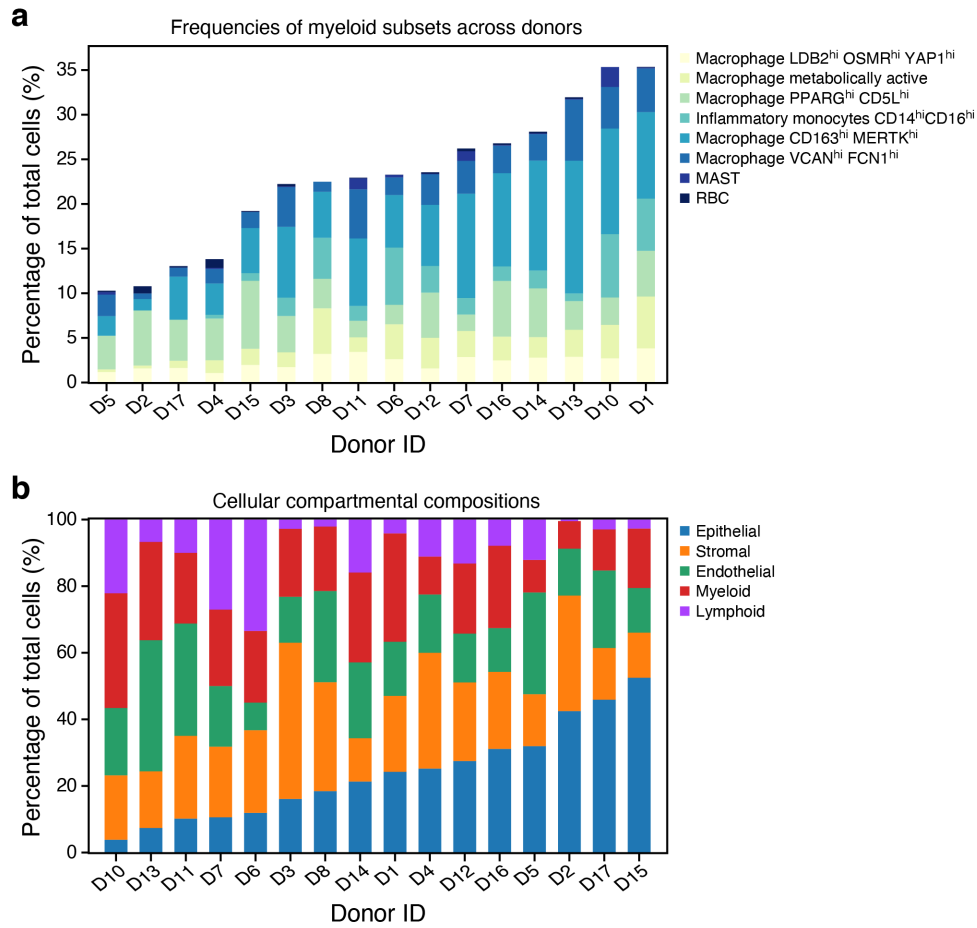 a
Frequencies of myeloid subsets across donors
Percentage of total cells (%)
35
30
25
20
15
10
5
0
D5 D2 D17 D4 D15 D3 D8 D11 D6 D12 D7 D16 D14 D13 D10 D1
Donor ID
Macrophage LDB2hi OSMRhi YAP1hi
Macrophage metabolically active
Macrophage PPARGhi CD5Lhi
Inflammatory monocytes CD14hiCD16hi
Macrophage CD163hi MERTKhi
Macrophage VCANhi FCN1hi
MAST
RBC
b
Cellular compartmental compositions
Percentage of total cells (%)
100
80
60
40
20
0
D10 D13 D11 D7 D6 D3 D8 D14 D1 D4 D12 D16 D5 D2 D17 D15
Donor ID
Epithelial
Stromal
Endothelial
Myeloid
Lymphoid